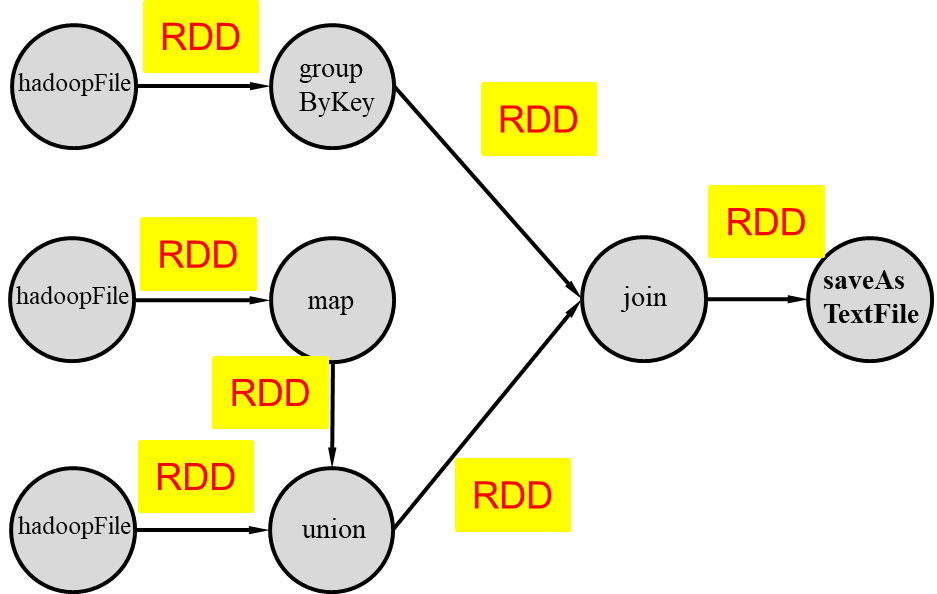 RDD
hadoopFile
group
ByKey
RDD
RDD
RDD
hadoopFile
map
join
saveAs
TextFile
RDD
RDD
RDD
hadoopFile
union